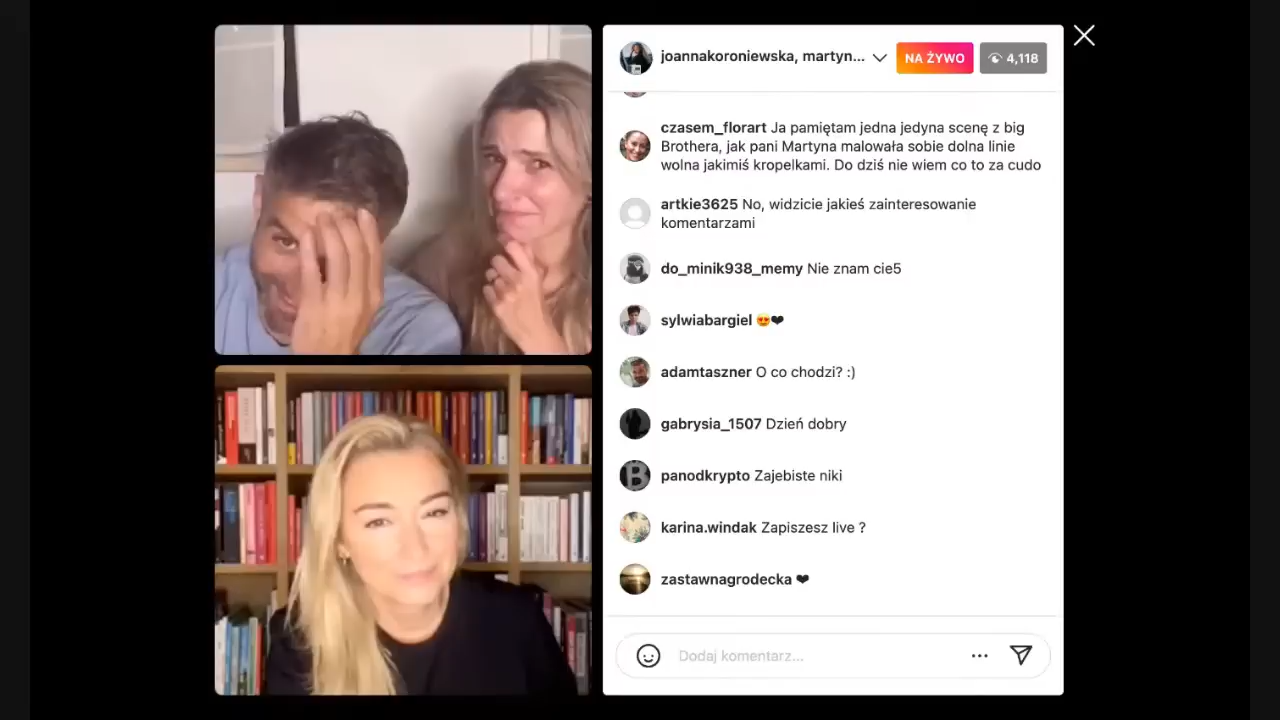 joannakoroniewska, martyn...
NA ŻYWO
4,118
czasem_florart Ja pamiętam jedna jedyna scenę z big
Brothera, jak pani Martyna malowała sobie dolna linie
wolna jakimiś kropelkami. Do dziś nie wiem co to za cudo
artkie3625 No, widzicie jakieś zainteresowanie
komentarzami
do_minik938_memy Nie znam cie5
sylwiabargiel 😍❤
adamtaszner O co chodzi? :)
gabrysia_1507 Dzień dobry
panodkrypto Zajebiste niki
karina.windak Zapiszesz live ?
zastawnagrodecka ❤
Dodaj komentarz...